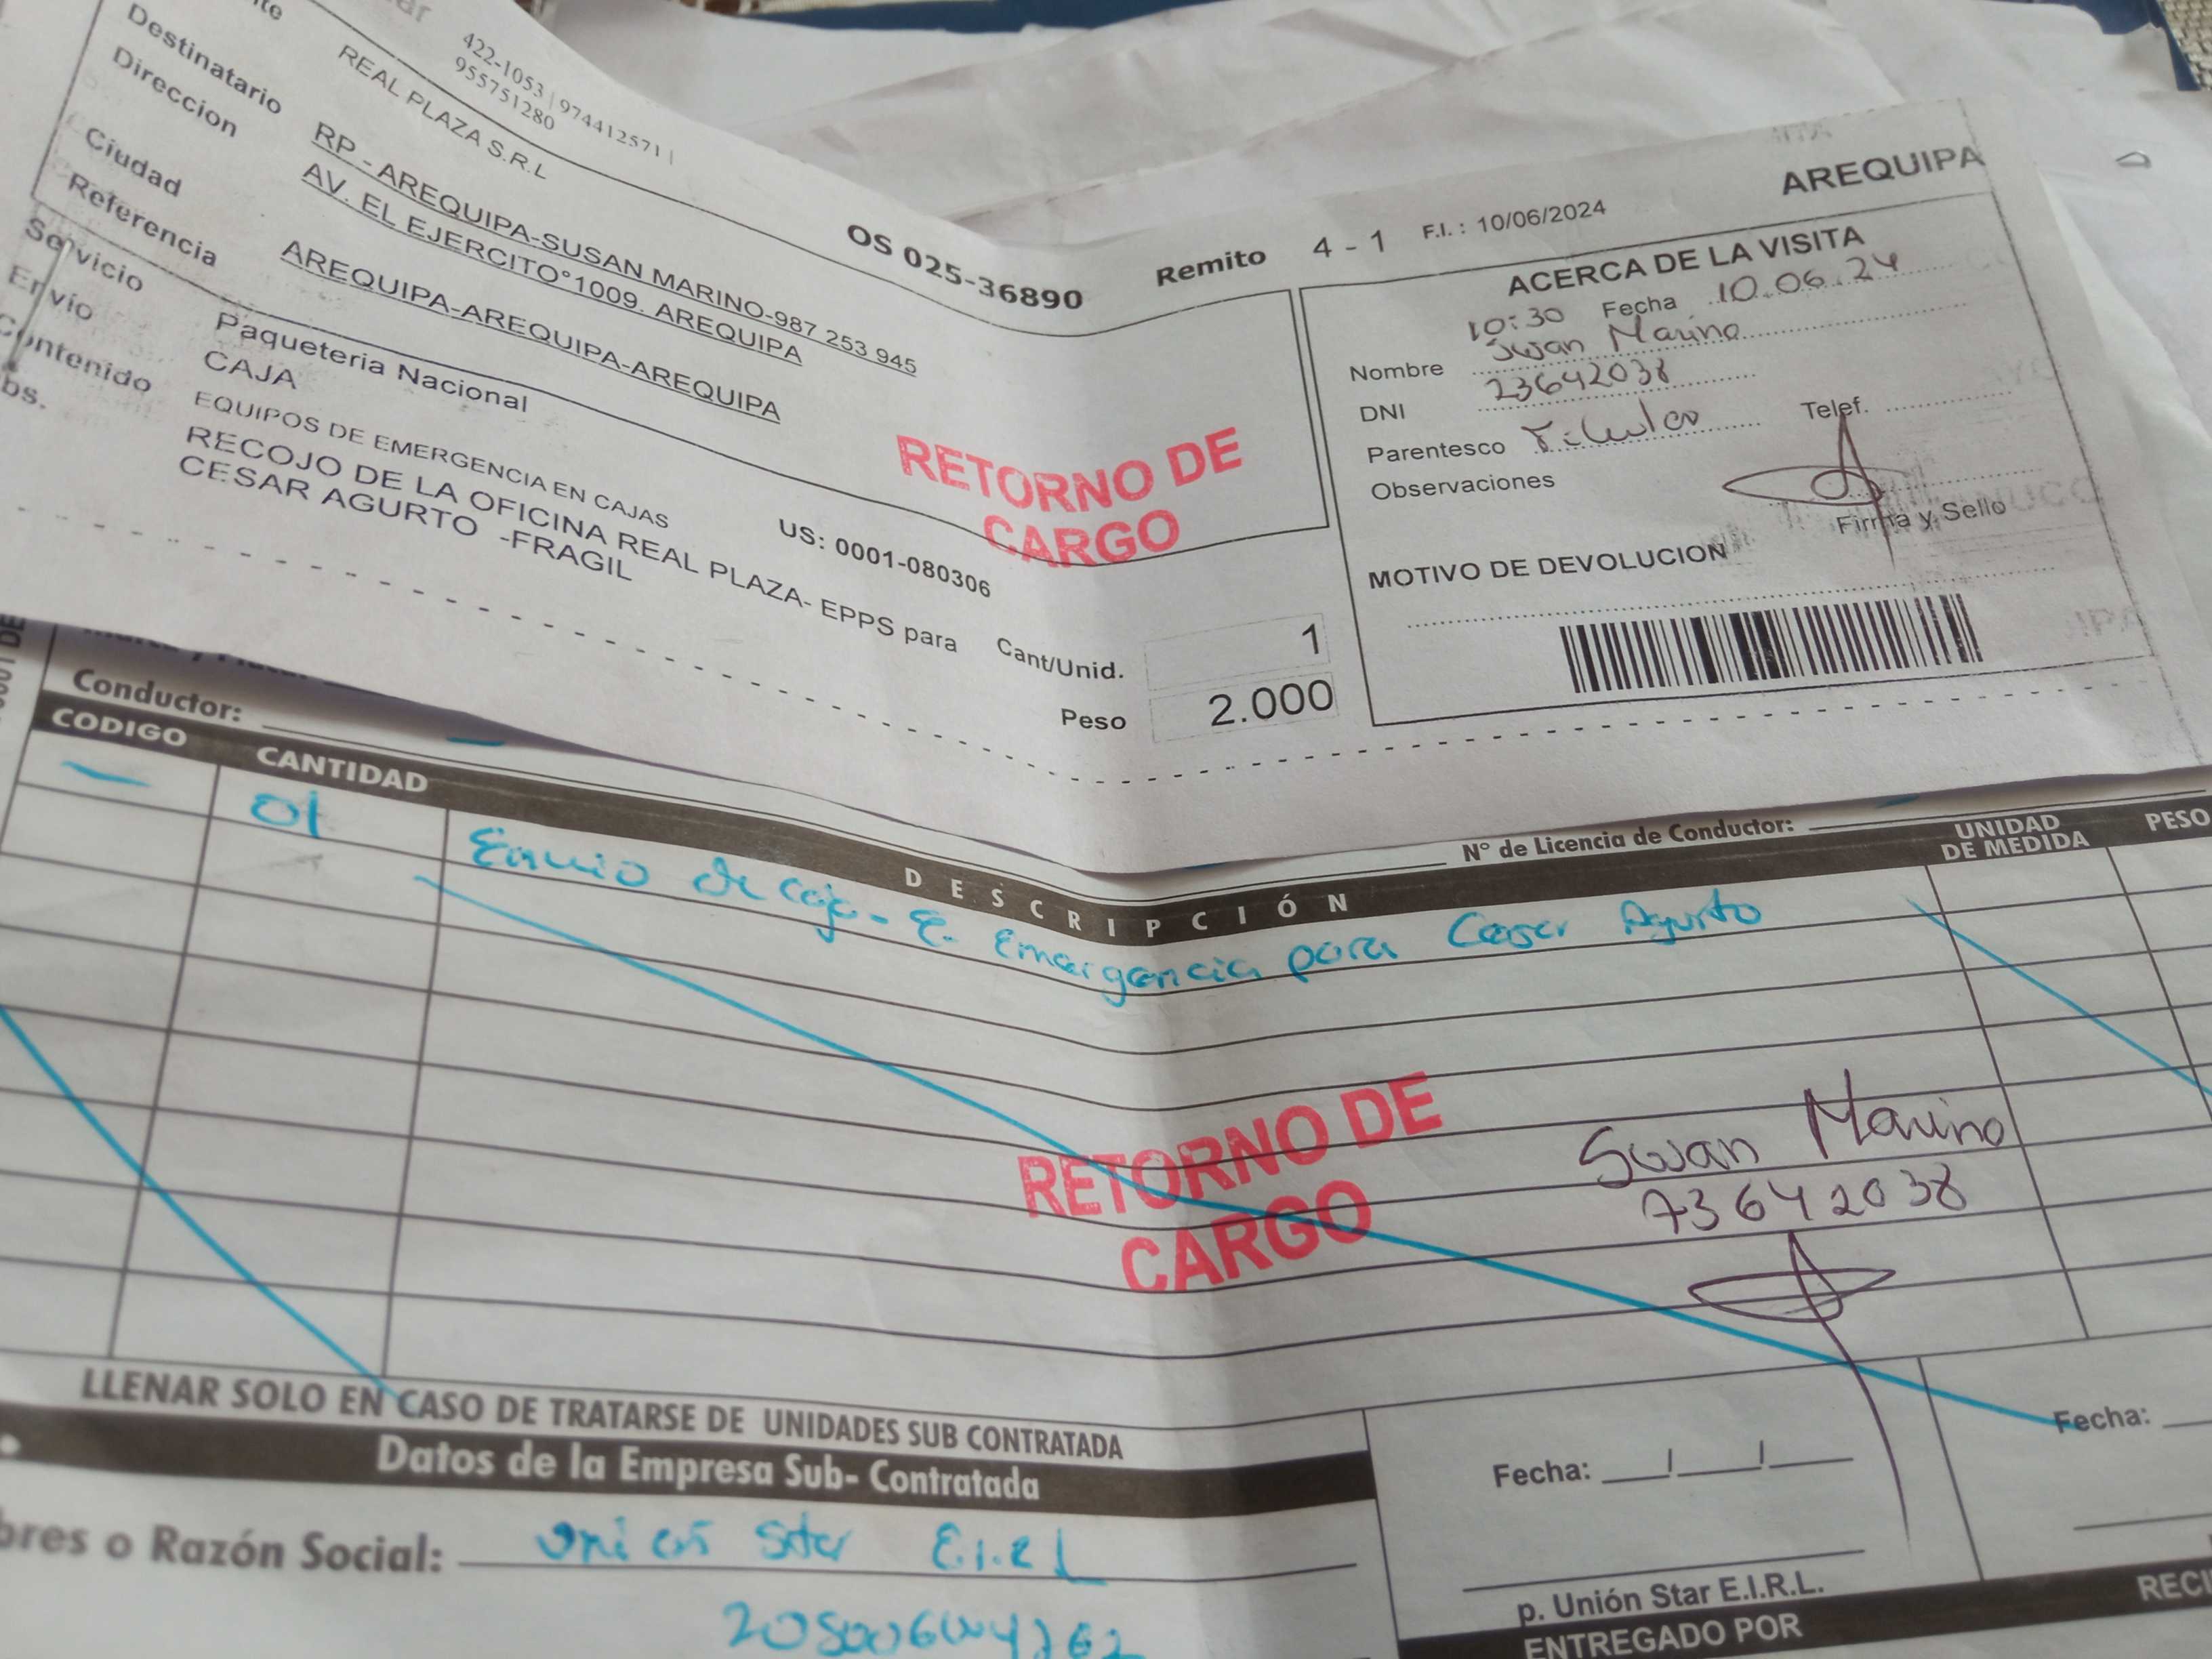 422-1053 | 974412571 |
955751280
REAL PLAZA S.R.L
Destinatario RP - AREQUIPA-SUSAN MARINO-987 253 945
Direccion AV. EL EJERCITO°1009. AREQUIPA
Ciudad AREQUIPA-AREQUIPA-AREQUIPA
Referencia
Servicio Paqueteria Nacional
Envío CAJA
Contenido EQUIPOS DE EMERGENCIA EN CAJAS
RECOJO DE LA OFICINA REAL PLAZA- EPPS para
CESAR AGURTO -FRAGIL
OS 025-36890
US: 0001-080306
RETORNO DE
CARGO
Cant/Unid. 1
Peso 2.000
Remito 4 - 1 F.I. : 10/06/2024
AREQUIPA
ACERCA DE LA VISITA
10:30 Fecha 10.06.24
Nombre Susan Marino
DNI 73642038
Parentesco Titular Telef.
Observaciones
Firma y Sello
MOTIVO DE DEVOLUCION
Conductor:
N° de Licencia de Conductor:
CODIGO CANTIDAD DESCRIPCIÓN UNIDAD DE MEDIDA PESO
01 Envio de caja - E. Emergencia para Cesar Agurto
RETORNO DE
CARGO
Susan Marino
73642038
LLENAR SOLO EN CASO DE TRATARSE DE UNIDADES SUB CONTRATADA
Datos de la Empresa Sub- Contratada
bres o Razón Social: Union Star E.I.R.L
Fecha: __/__/__
Fecha:
p. Unión Star E.I.R.L.
ENTREGADO POR
RECI